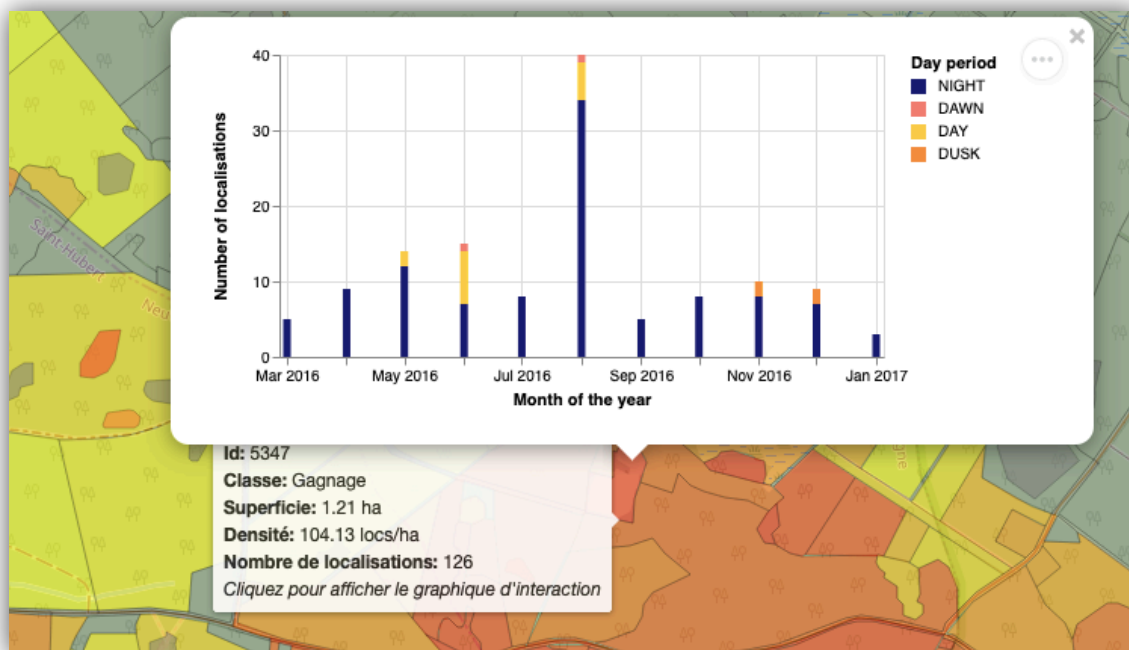 Day period
NIGHT
DAWN
DAY
DUSK
40
30
20
10
0
Number of localisations
Mar 2016
May 2016
Jul 2016
Sep 2016
Nov 2016
Jan 2017
Month of the year
Saint-Hubert
Neu
Id: 5347
Classe: Gagnage
Superficie: 1.21 ha
Densité: 104.13 locs/ha
Nombre de localisations: 126
Cliquez pour afficher le graphique d'interaction